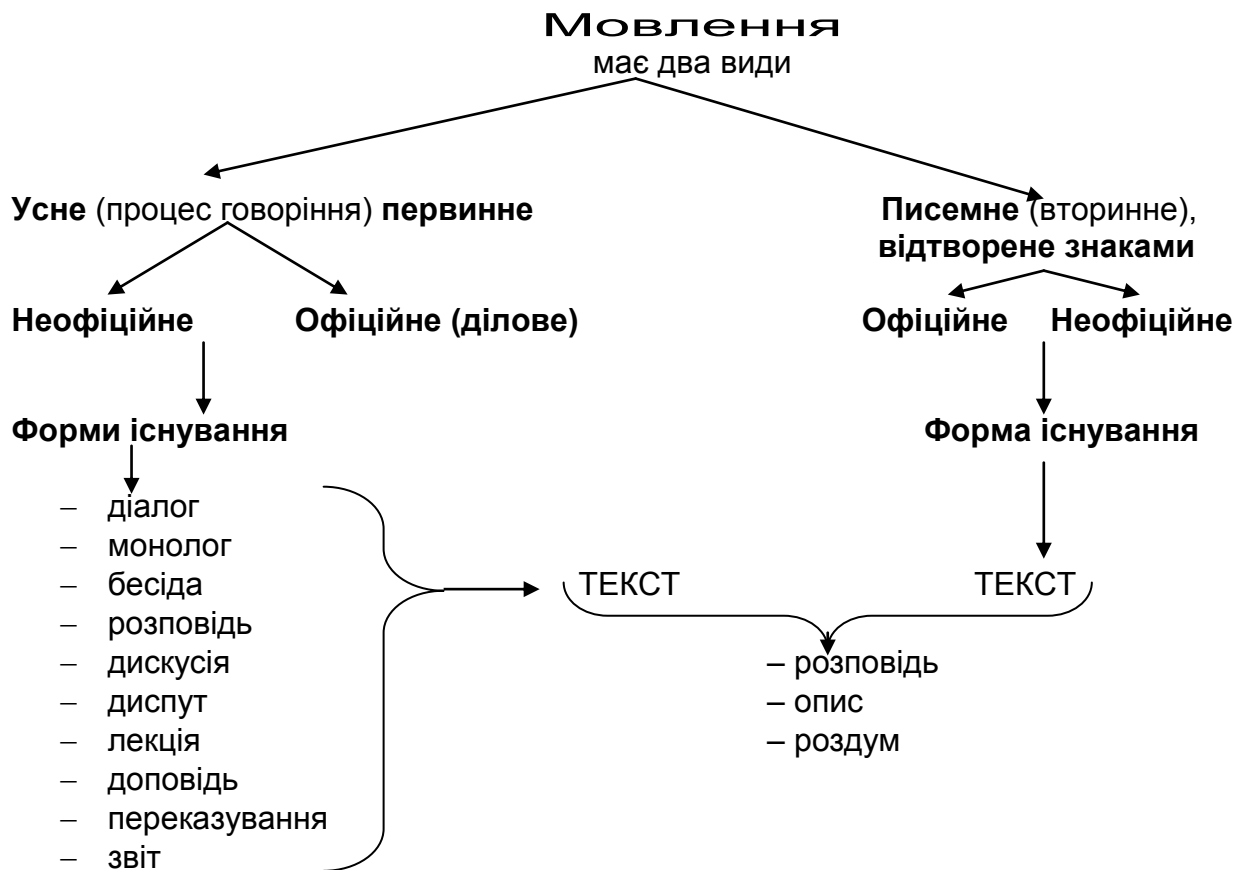 Мовлення
має два види
Усне (процес говоріння) первинне
Писемне (вторинне),
відтворене знаками
Неофіційне
Офіційне (ділове)
Офіційне
Неофіційне
Форми існування
Форма існування
– діалог
– монолог
– бесіда
– розповідь
– дискусія
– диспут
– лекція
– доповідь
– переказування
– звіт
ТЕКСТ
ТЕКСТ
– розповідь
– опис
– роздум